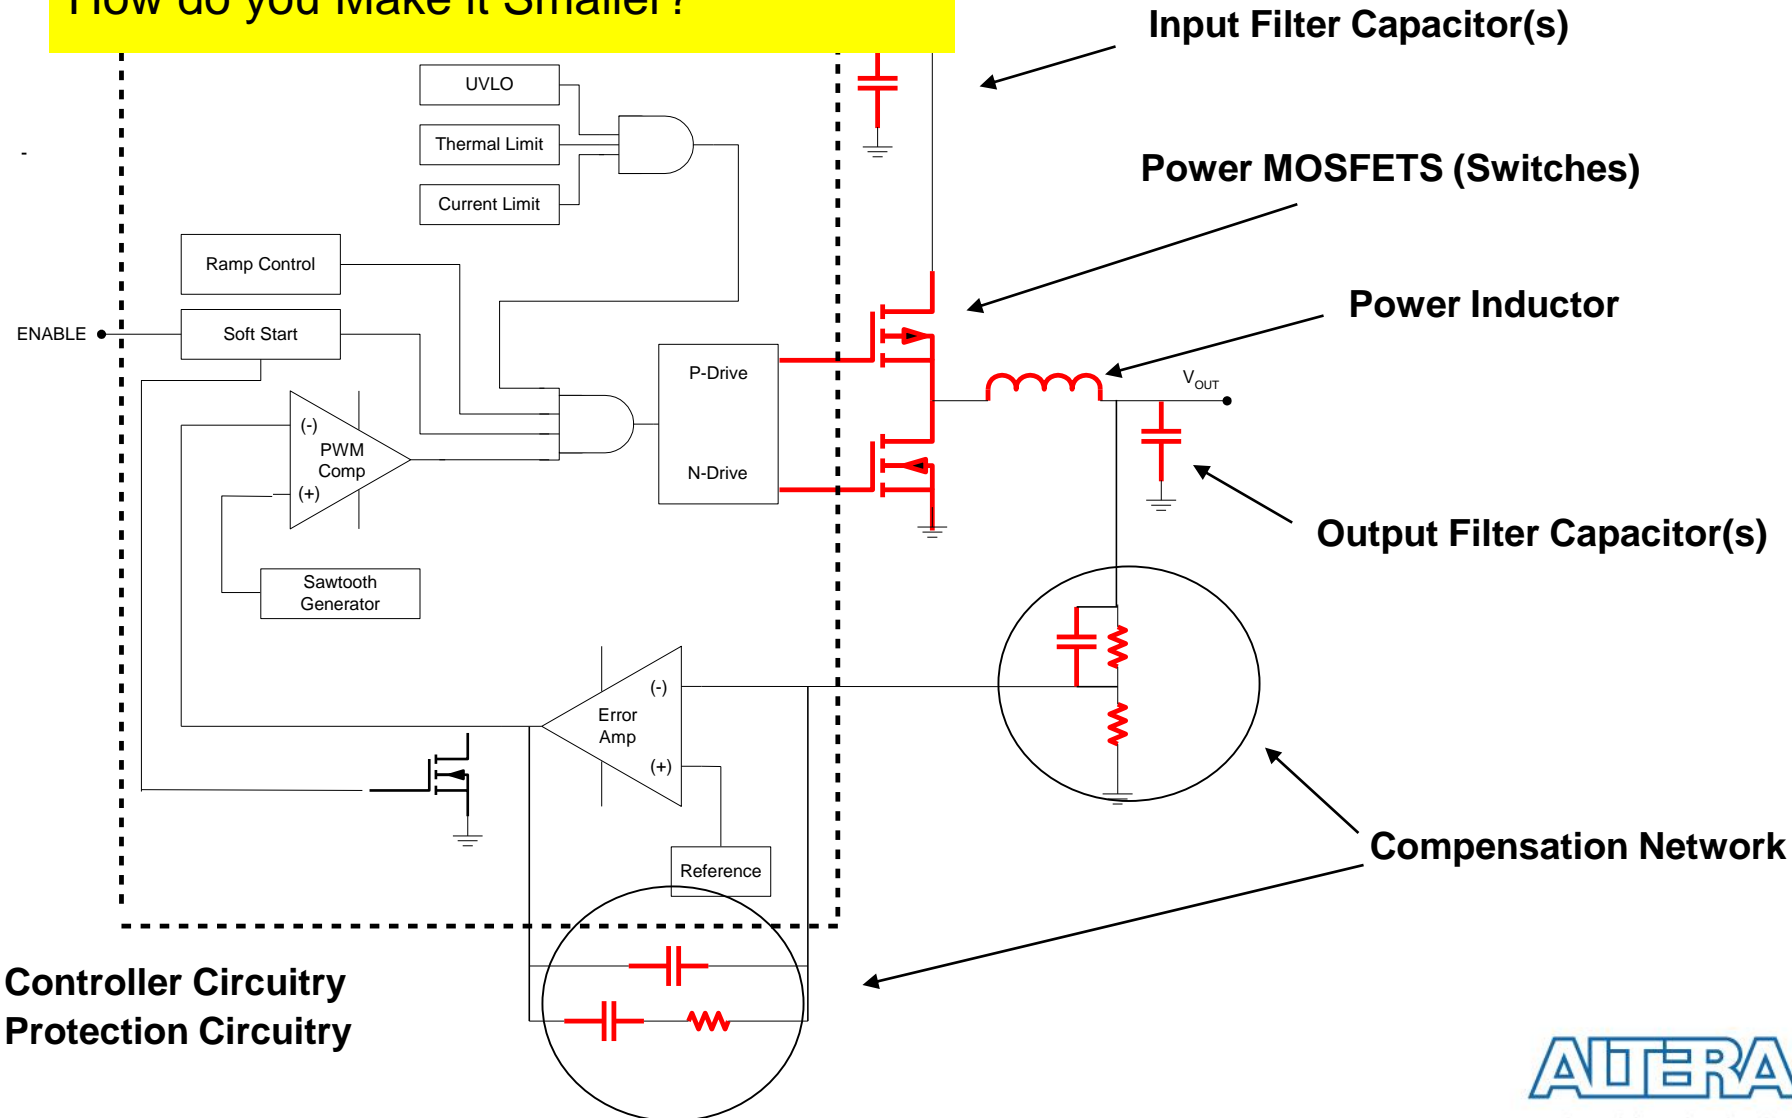 How do you Make it Smaller?
Input Filter Capacitor(s)
UVLO
Thermal Limit
-
Power MOSFETS (Switches)
Current Limit
Ramp Control
Power Inductor
ENABLE
Soft Start
P-Drive
VOUT
(-)
PWM
Comp
N-Drive
(+)
Output Filter Capacitor(s)
Sawtooth
Generator
(-)
Error
Amp
(+)
Compensation Network
Reference
Controller Circuitry
Protection Circuitry
ALTERA